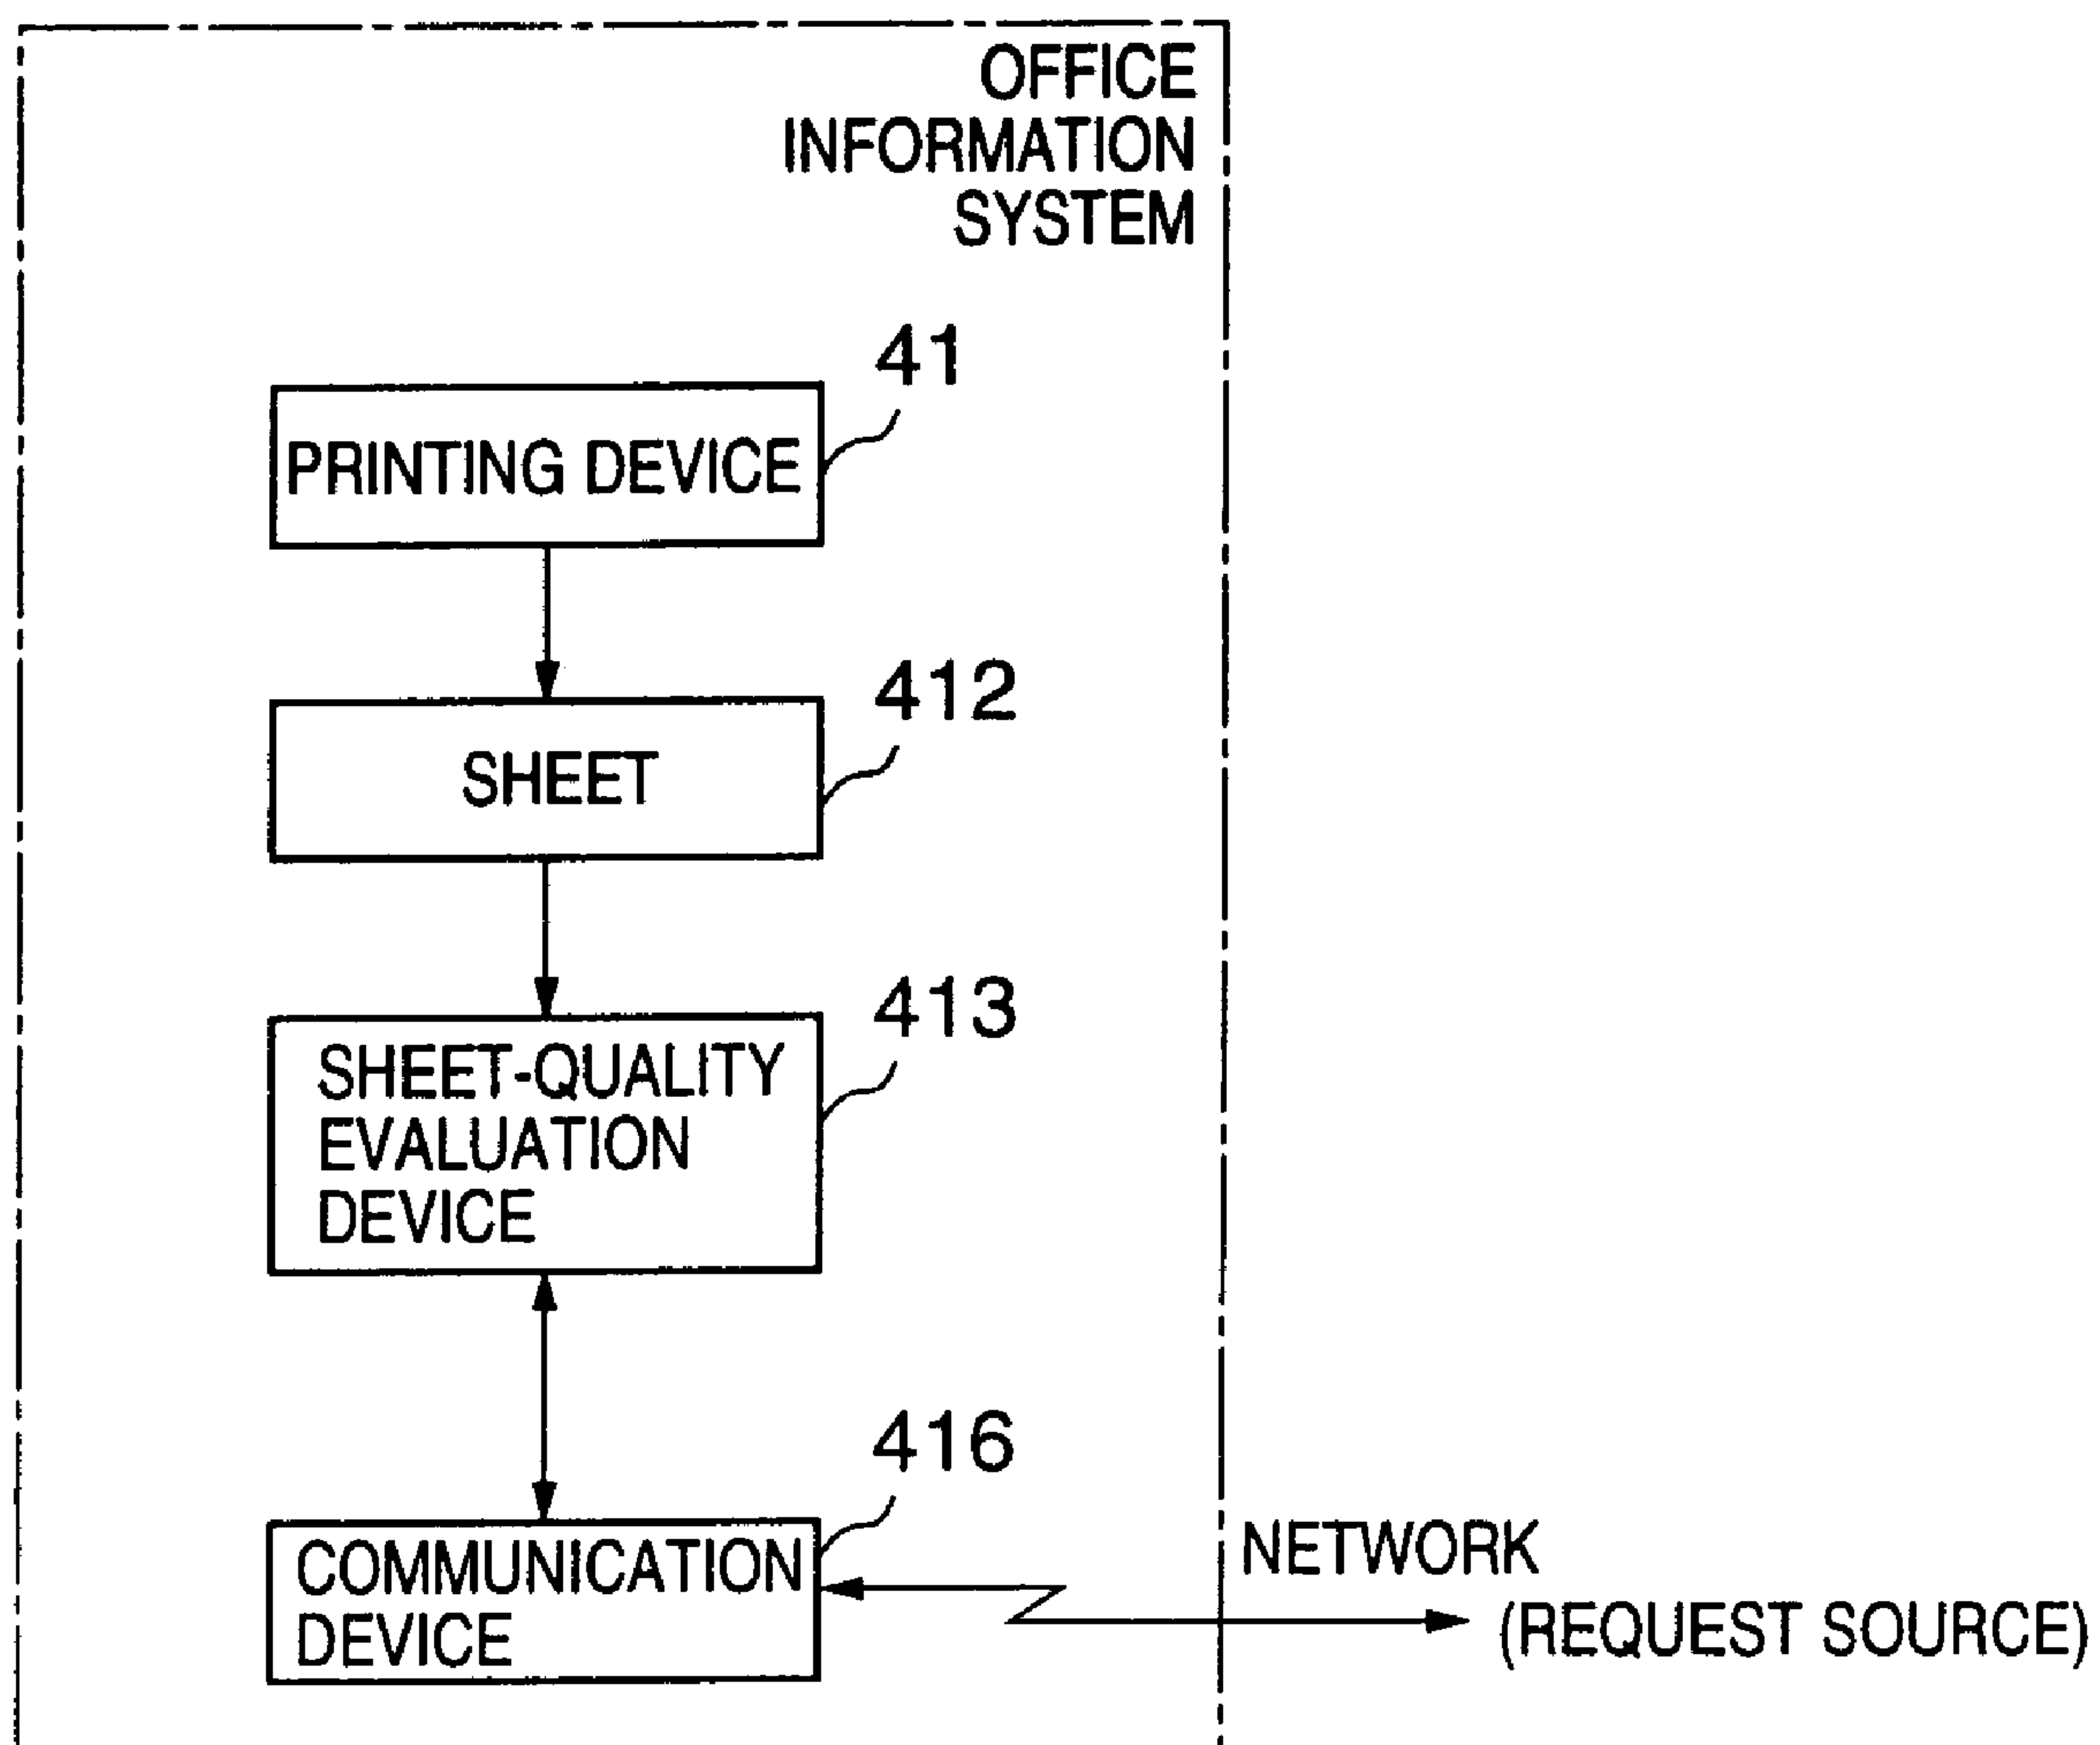 OFFICE
INFORMATION
SYSTEM
41
PRINTING DEVICE
412
SHEET
413
SHEET-QUALITY
EVALUATION
DEVICE
416
COMMUNICATION
DEVICE
NETWORK
(REQUEST SOURCE)